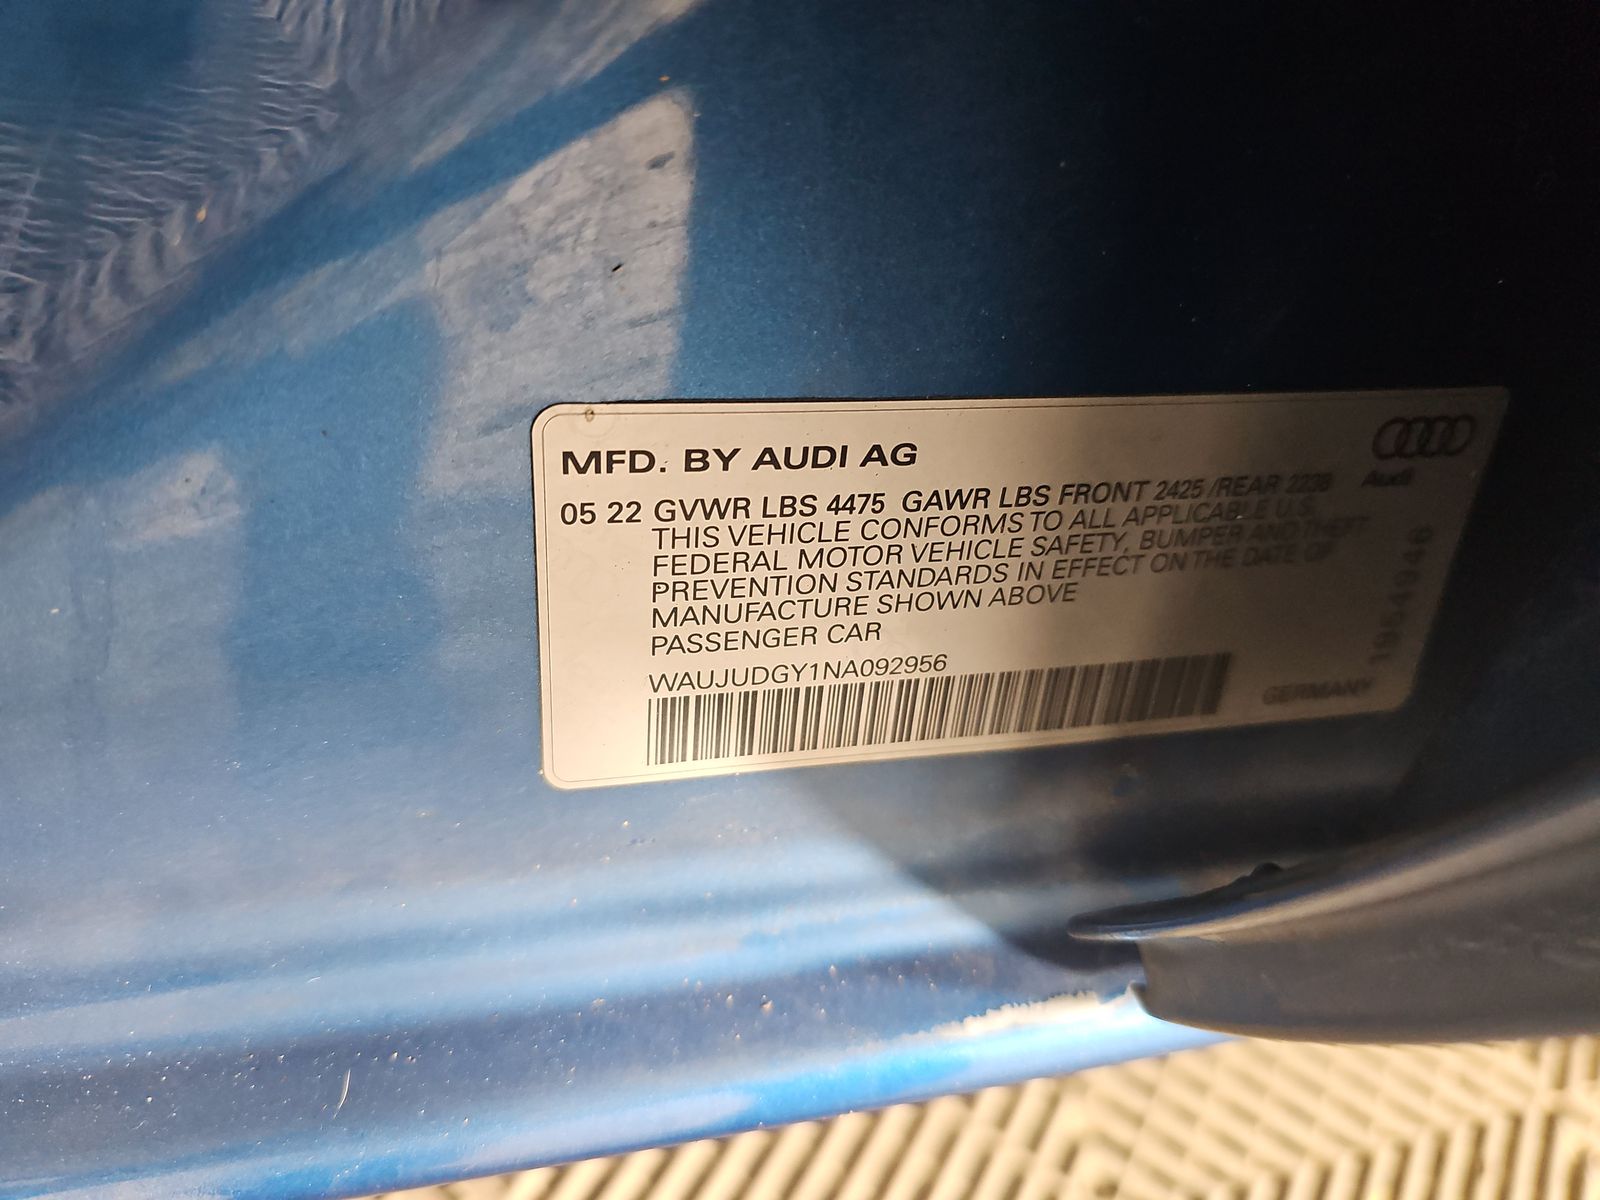 MFD. BY AUDI AG
Audi
05 22 GVWR LBS 4475 GAWR LBS FRONT 2425 /REAR 2238
THIS VEHICLE CONFORMS TO ALL APPLICABLE U.S.
FEDERAL MOTOR VEHICLE SAFETY, BUMPER AND THEFT
PREVENTION STANDARDS IN EFFECT ON THE DATE OF
MANUFACTURE SHOWN ABOVE
PASSENGER CAR
WAUJUDGY1NA092956
GERMANY